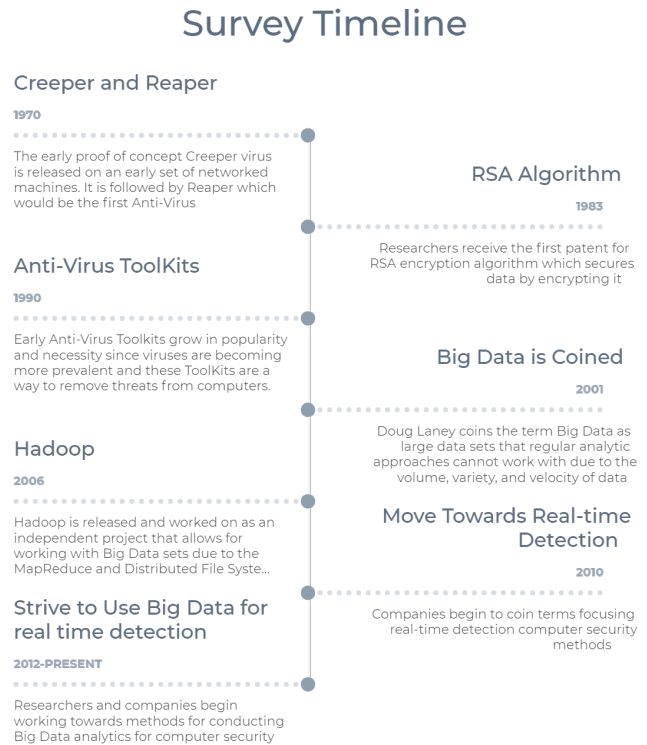 Survey Timeline
Creeper and Reaper
1970
The early proof of concept Creeper virus
is released on an early set of networked
machines. It is followed by Reaper which
would be the first Anti-Virus
RSA Algorithm
1983
Researchers receive the first patent for
RSA encryption algorithm which secures
data by encrypting it
Anti-Virus ToolKits
1990
Early Anti-Virus Toolkits grow in popularity
and necessity since viruses are becoming
more prevalent and these ToolKits are a
way to remove threats from computers.
Big Data is Coined
2001
Doug Laney coins the term Big Data as
large data sets that regular analytic
approaches cannot work with due to the
volume, variety, and velocity of data
Hadoop
2006
Hadoop is released and worked on as an
independent project that allows for
working with Big Data sets due to the
MapReduce and Distributed File Syste...
Move Towards Real-time
Detection
2010
Companies begin to coin terms focusing
real-time detection computer security
methods
Strive to Use Big Data for
real time detection
2012-PRESENT
Researchers and companies begin
working towards methods for conducting
Big Data analytics for computer security